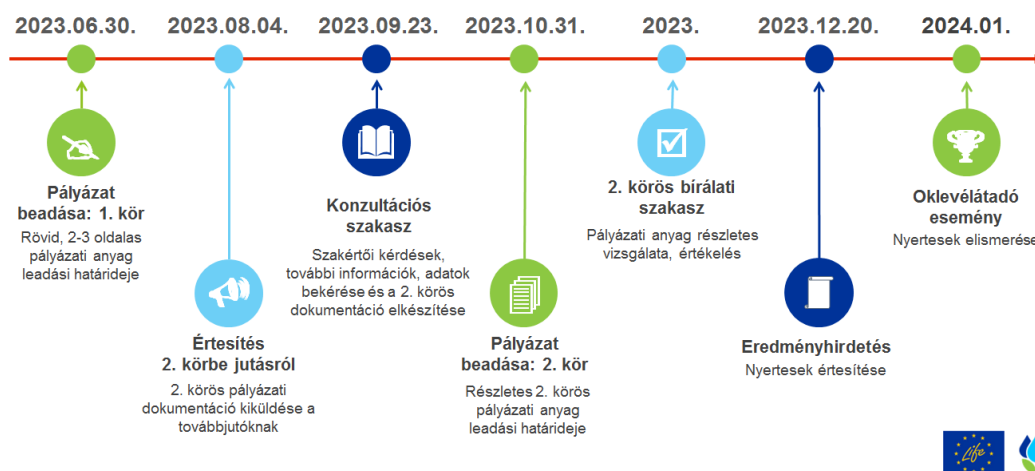 2023.06.30.
2023.08.04.
2023.09.23.
2023.10.31.
2023.
2023.12.20.
2024.01.
Pályázat
beadása: 1. kör
Rövid, 2-3 oldalas
pályázati anyag
leadási határideje
Értesítés
2. körbe jutásról
2. körös pályázati
dokumentáció kiküldése a
továbbjutóknak
Konzultációs
szakasz
Szakértői kérdések,
további információk, adatok
bekérése és a 2. körös
dokumentáció elkészítése
Pályázat
beadása: 2. kör
Részletes 2. körös
pályázati anyag
leadási határideje
2. körös bírálati
szakasz
Pályázati anyag részletes
vizsgálata, értékelés
Eredményhirdetés
Nyertesek értesítése
Oklevélátadó
esemény
Nyertesek elismerése
Life